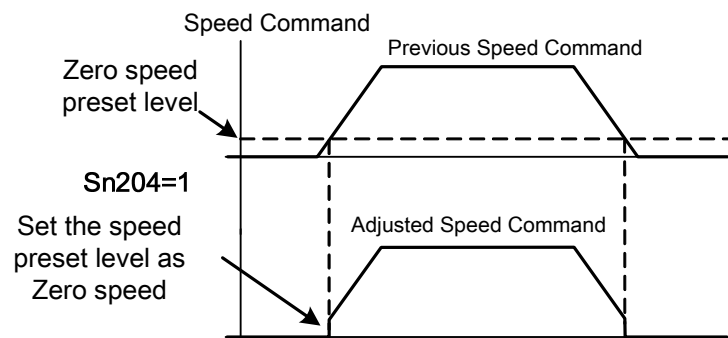 Speed Command
Previous Speed Command
Zero speed
preset level
Sn204=1
Set the speed
preset level as
Zero speed
Adjusted Speed Command